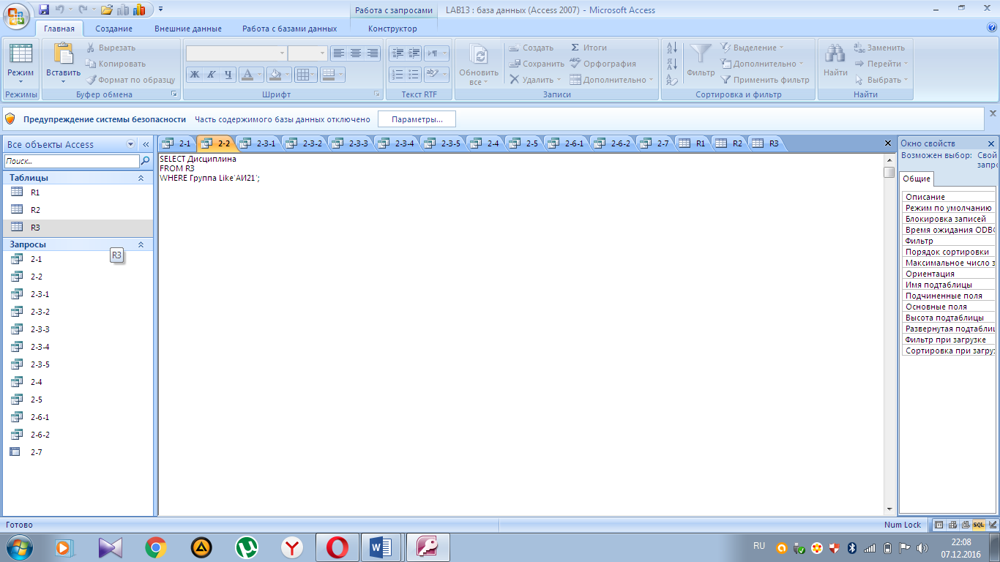 Работа с запросами
LAB13 : база данных (Access 2007) - Microsoft Access
Главная
Создание
Внешние данные
Работа с базами данных
Конструктор
Режим
Режимы
Вставить
Вырезать
Копировать
Формат по образцу
Буфер обмена
Ж К Ч
Шрифт
Текст RTF
Обновить
все
Создать
Сохранить
Удалить
Σ Итоги
Орфография
Дополнительно
Записи
Фильтр
Выделение
Дополнительно
Применить фильтр
Сортировка и фильтр
Найти
Заменить
Перейти
Выбрать
Найти
Предупреждение системы безопасности
Часть содержимого базы данных отключено
Параметры...
Все объекты Access
Поиск...
Таблицы
R1
R2
R3
Запросы
R3
2-1
2-2
2-3-1
2-3-2
2-3-3
2-3-4
2-3-5
2-4
2-5
2-6-1
2-6-2
2-7
2-1 2-2 2-3-1 2-3-2 2-3-3 2-3-4 2-3-5 2-4 2-5 2-6-1 2-6-2 2-7 R1 R2 R3
SELECT Дисциплина
FROM R3
WHERE Группа Like'АИ21';
Окно свойств
Возможен выбор: Свой
запро
Общие
Описание
Режим по умолчанию
Блокировка записей
Время ожидания ODBC
Фильтр
Порядок сортировки
Максимальное число з
Ориентация
Имя подтаблицы
Подчиненные поля
Основные поля
Высота подтаблицы
Развернутая подтаблиц
Фильтр при загрузке
Сортировка при загруз
Готово
Num Lock
SQL
RU
22:08
07.12.2016